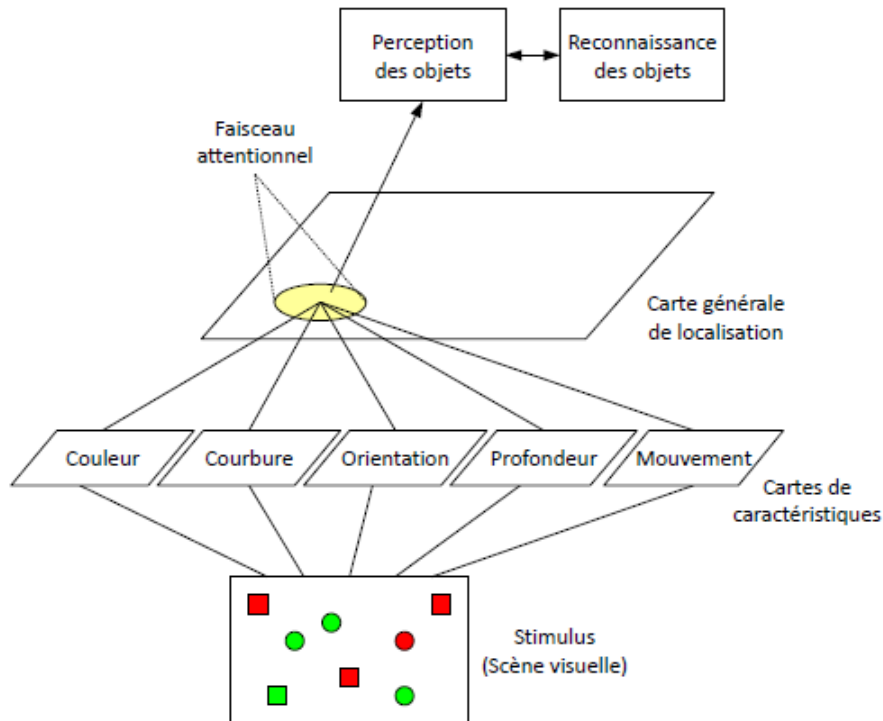 Perception
des objets
Reconnaissance
des objets
Faisceau
attentionnel
Carte générale
de localisation
Couleur
Courbure
Orientation
Profondeur
Mouvement
Cartes de
caractéristiques
Stimulus
(Scène visuelle)